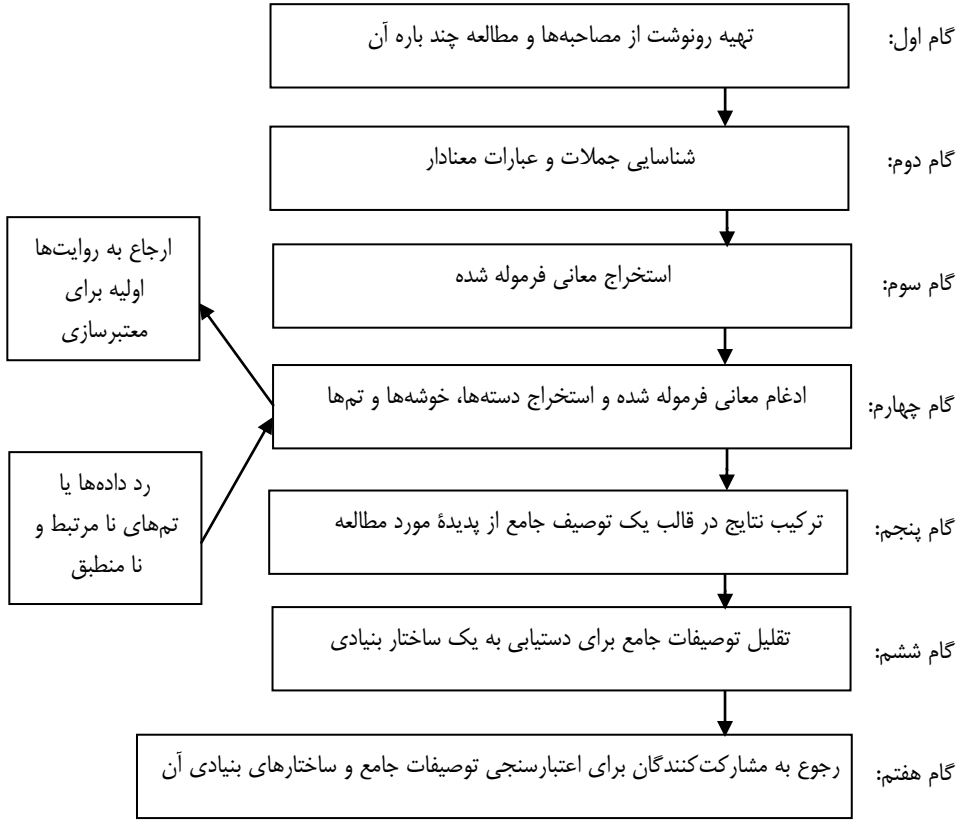 گام اول:
تهیه رونوشت از مصاحبه‌ها و مطالعه چند باره آن
گام دوم:
شناسایی جملات و عبارات معنادار
گام سوم:
استخراج معانی فرموله شده
ارجاع به روایت‌ها
اولیه برای
معتبرسازی
گام چهارم:
ادغام معانی فرموله شده و استخراج دسته‌ها، خوشه‌ها و تم‌ها
رد داده‌ها یا
تم‌های نا مرتبط و
نا منطبق
گام پنجم:
ترکیب نتایج در قالب یک توصیف جامع از پدیدۀ مورد مطالعه
گام ششم:
تقلیل توصیفات جامع برای دستیابی به یک ساختار بنیادی
گام هفتم:
رجوع به مشارکت‌کنندگان برای اعتبارسنجی توصیفات جامع و ساختارهای بنیادی آن